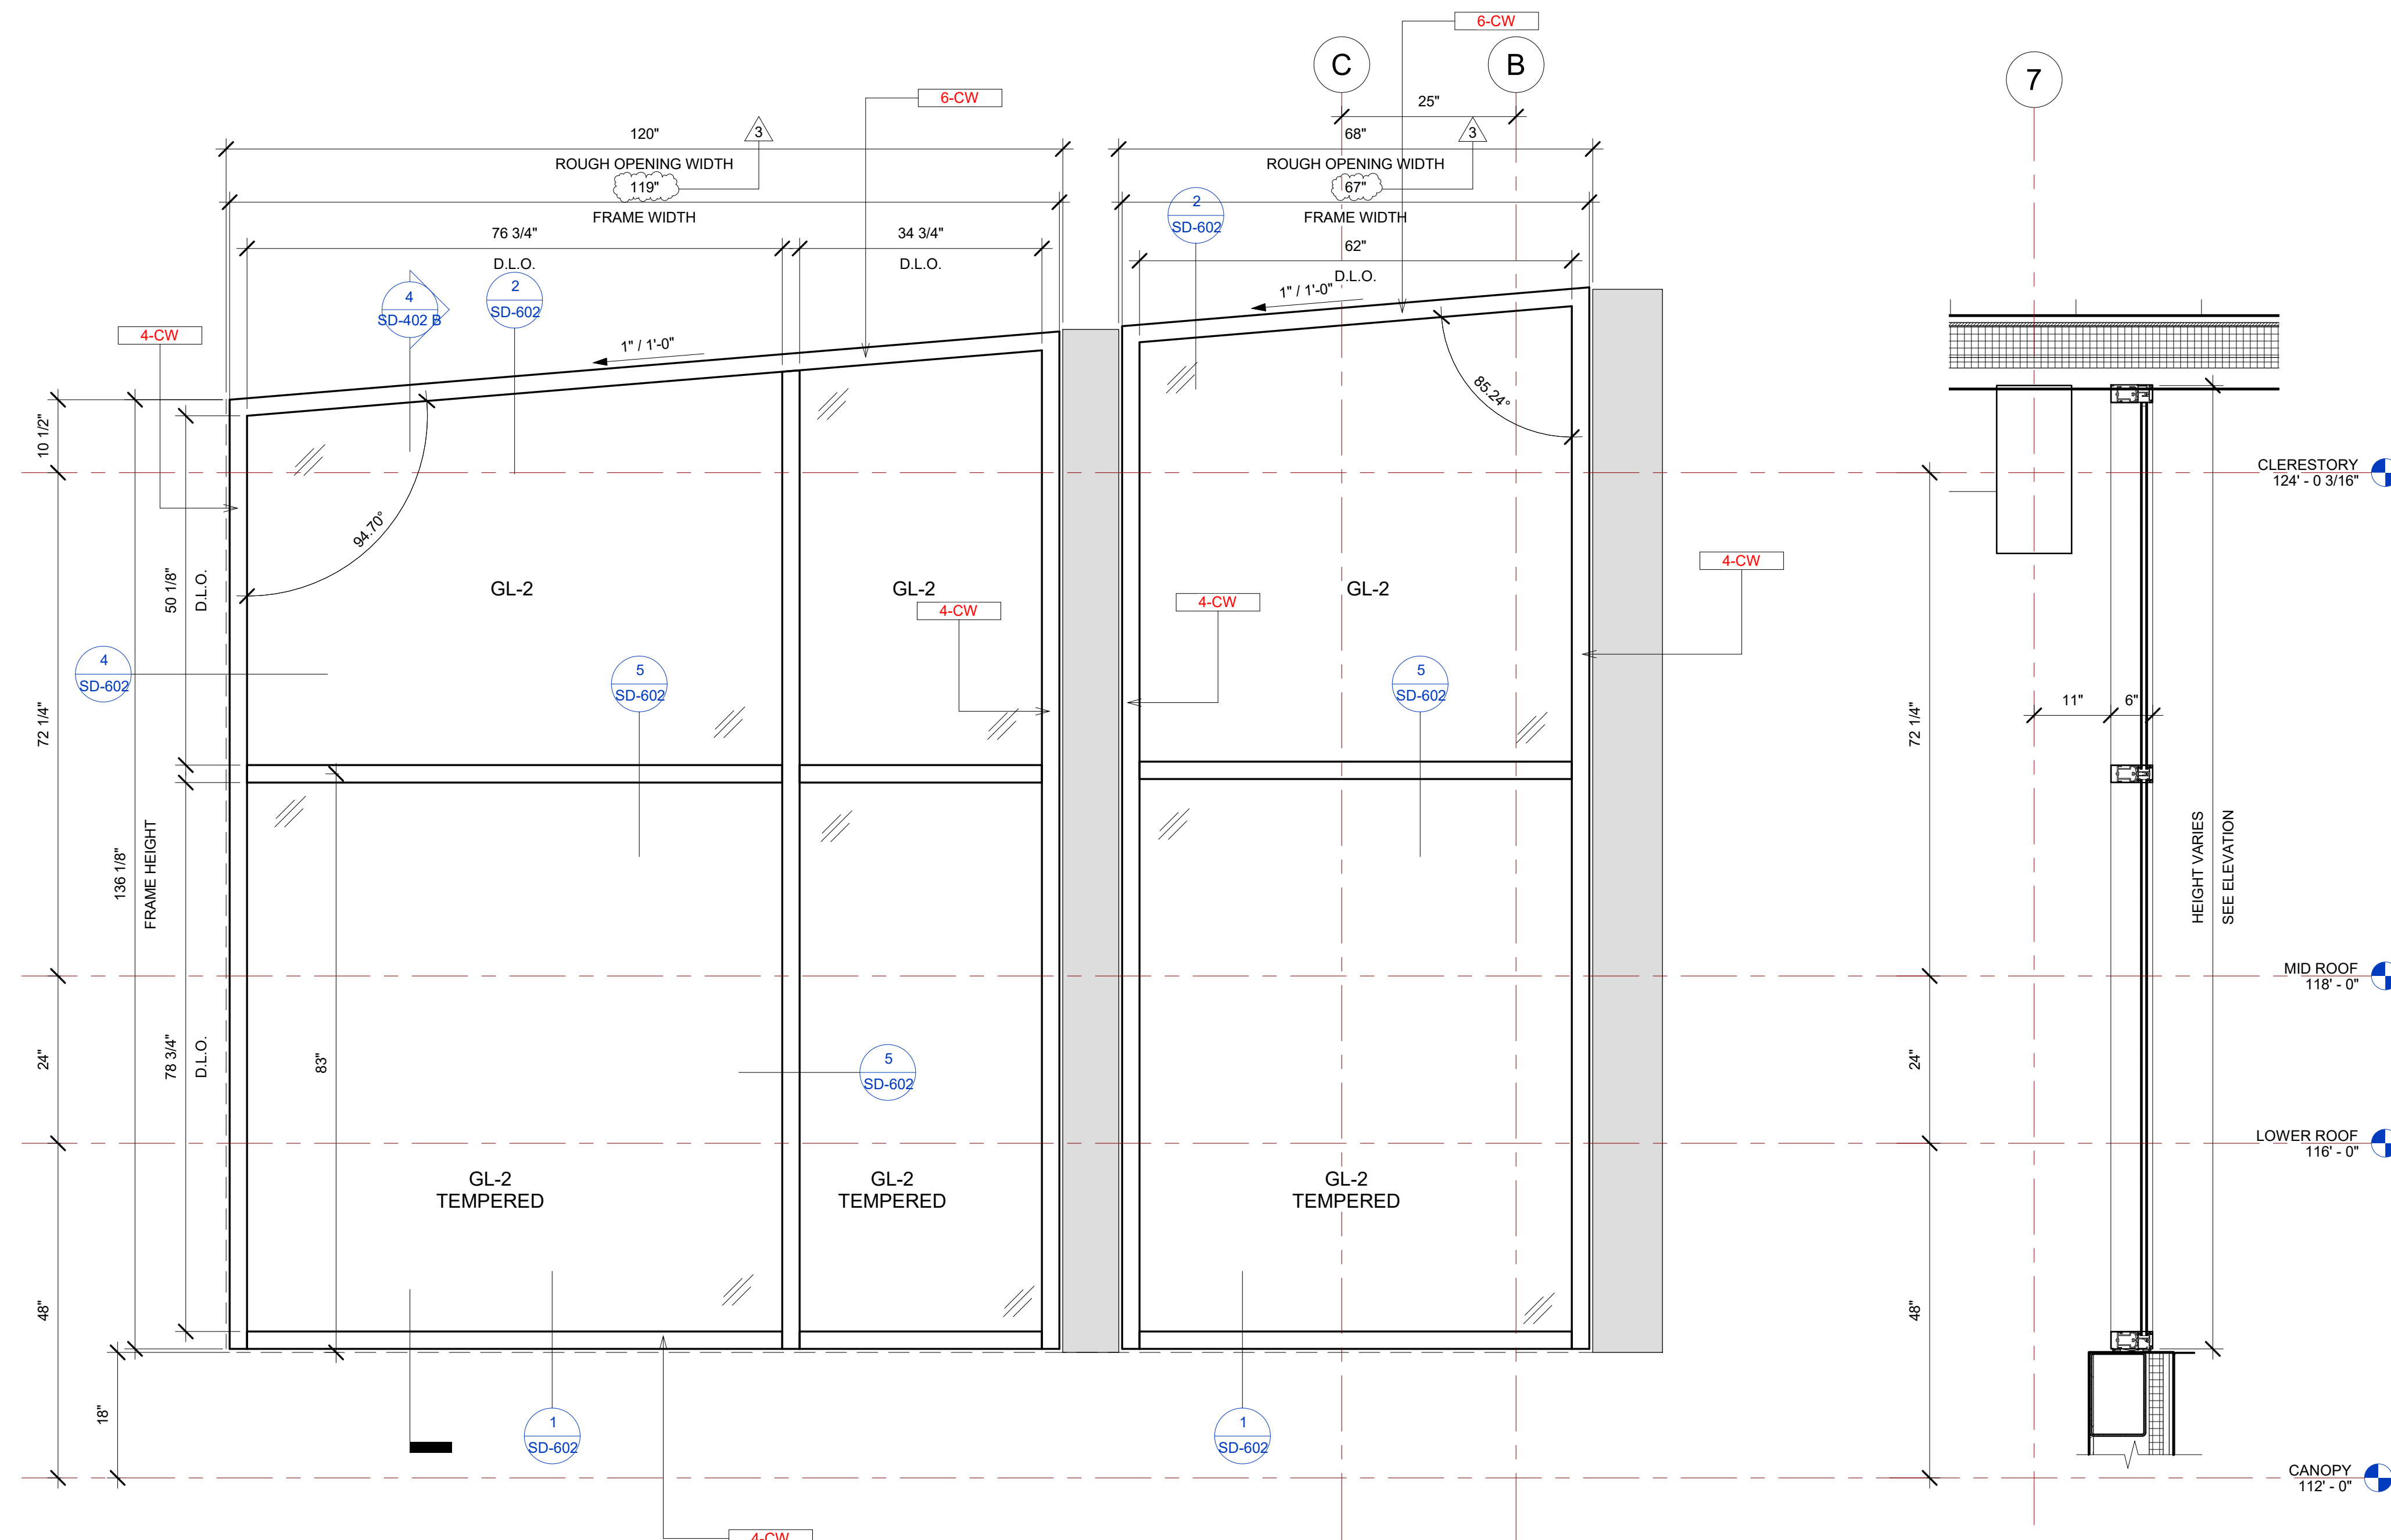 6-CW
C
B
7
25"
6-CW
120"
3
68"
3
ROUGH OPENING WIDTH
ROUGH OPENING WIDTH
119"
67"
FRAME WIDTH
FRAME WIDTH
2
SD-602
76 3/4"
34 3/4"
62"
D.L.O.
D.L.O.
D.L.O.
4
SD-402 B
2
SD-602
1" / 1'-0"
1" / 1'-0"
4-CW
10 1/2"
85.24°
CLERESTORY
124' - 0 3/16"
94.70°
50 1/8"
D.L.O.
GL-2
GL-2
GL-2
4-CW
4-CW
4-CW
4
SD-602
5
SD-602
5
SD-602
72 1/4"
72 1/4"
11"
6"
136 1/8"
FRAME HEIGHT
HEIGHT VARIES
SEE ELEVATION
MID ROOF
118' - 0"
78 3/4"
D.L.O.
83"
24"
24"
5
SD-602
LOWER ROOF
116' - 0"
GL-2
TEMPERED
GL-2
TEMPERED
GL-2
TEMPERED
48"
48"
18"
1
SD-602
1
SD-602
CANOPY
112' - 0"
4-CW